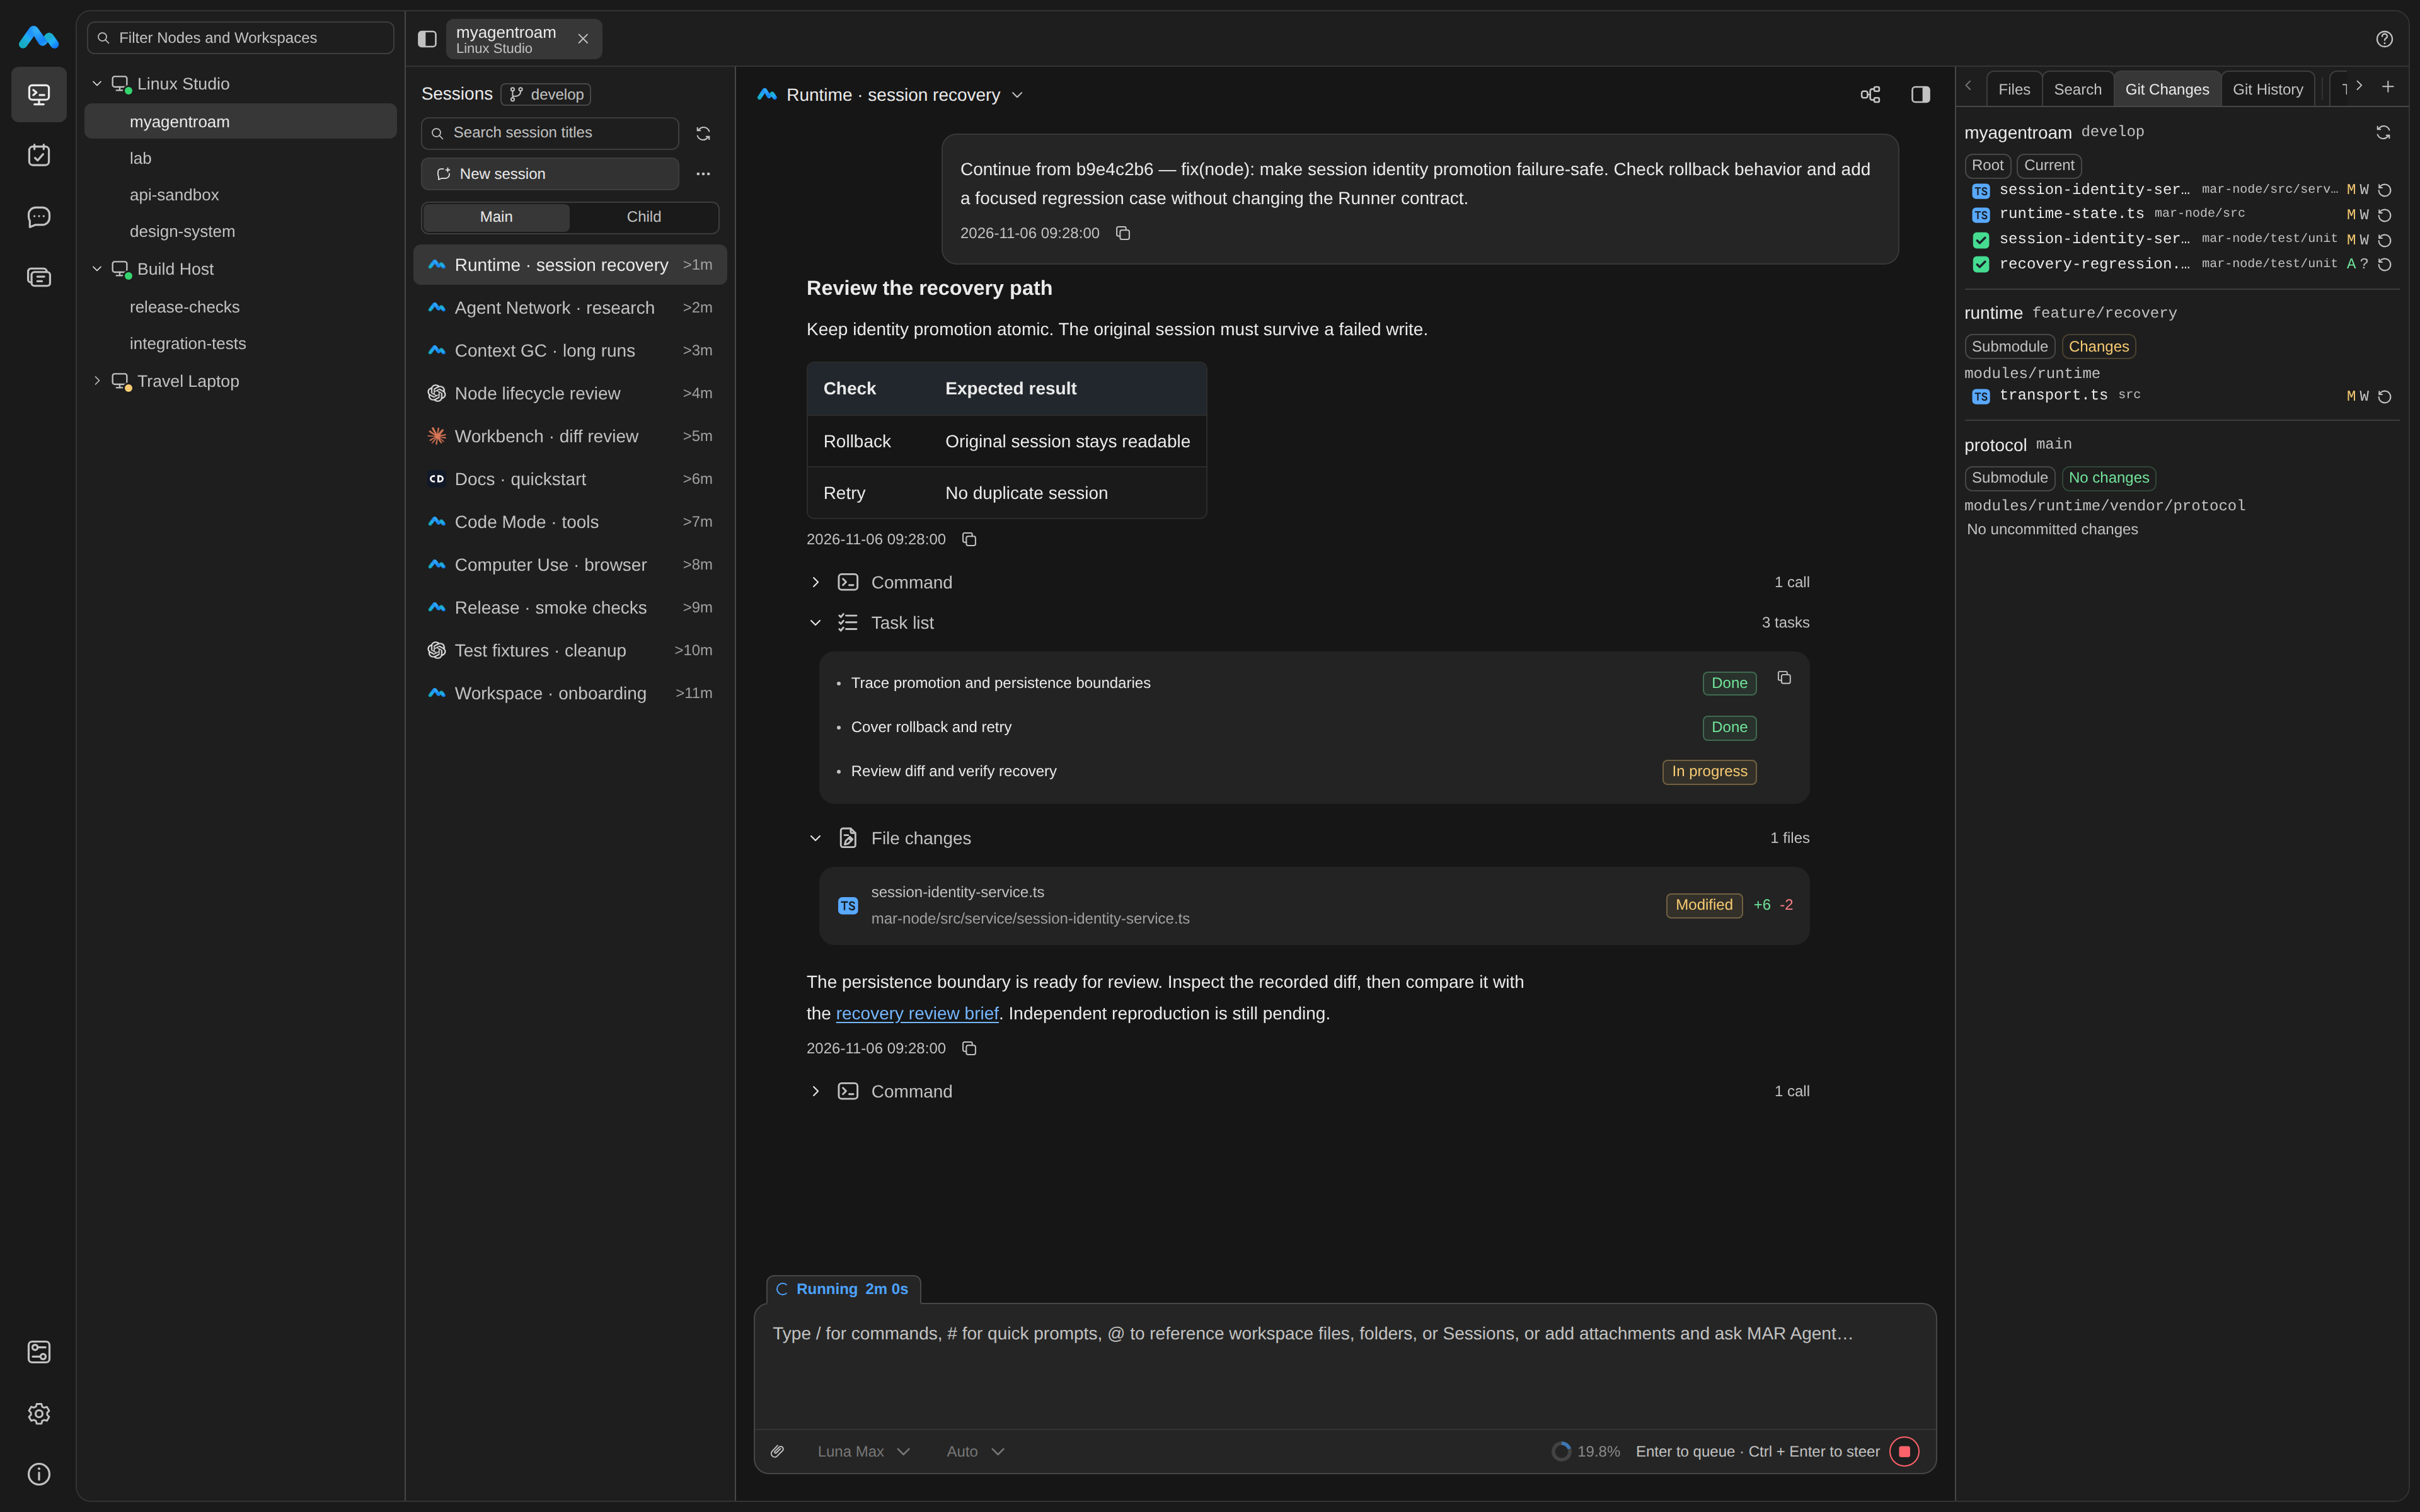 Filter Nodes and Workspaces
Linux Studio
myagentroam
lab
api-sandbox
design-system
Build Host
release-checks
integration-tests
Travel Laptop
myagentroam
Linux Studio
Sessions
develop
Search session titles
New session
Main
Child
Runtime · session recovery >1m
Agent Network · research >2m
Context GC · long runs >3m
Node lifecycle review >4m
Workbench · diff review >5m
CD Docs · quickstart >6m
Code Mode · tools >7m
Computer Use · browser >8m
Release · smoke checks >9m
Test fixtures · cleanup >10m
Workspace · onboarding >11m
Runtime · session recovery
Continue from b9e4c2b6 — fix(node): make session identity promotion failure-safe. Check rollback behavior and add
a focused regression case without changing the Runner contract.
2026-11-06 09:28:00
Review the recovery path
Keep identity promotion atomic. The original session must survive a failed write.
Check Expected result
Rollback Original session stays readable
Retry No duplicate session
2026-11-06 09:28:00
Command 1 call
Task list 3 tasks
• Trace promotion and persistence boundaries Done
• Cover rollback and retry Done
• Review diff and verify recovery In progress
File changes 1 files
TS
session-identity-service.ts
mar-node/src/service/session-identity-service.ts
Modified +6 -2
The persistence boundary is ready for review. Inspect the recorded diff, then compare it with
the recovery review brief. Independent reproduction is still pending.
2026-11-06 09:28:00
Command 1 call
Running 2m 0s
Type / for commands, # for quick prompts, @ to reference workspace files, folders, or Sessions, or add attachments and ask MAR Agent…
Luna Max
Auto
19.8%
Enter to queue · Ctrl + Enter to steer
Files
Search
Git Changes
Git History
myagentroam develop
Root Current
TS session-identity-ser… mar-node/src/serv… M W
TS runtime-state.ts mar-node/src M W
session-identity-ser… mar-node/test/unit M W
recovery-regression.… mar-node/test/unit A ?
runtime feature/recovery
Submodule Changes
modules/runtime
TS transport.ts src M W
protocol main
Submodule No changes
modules/runtime/vendor/protocol
No uncommitted changes